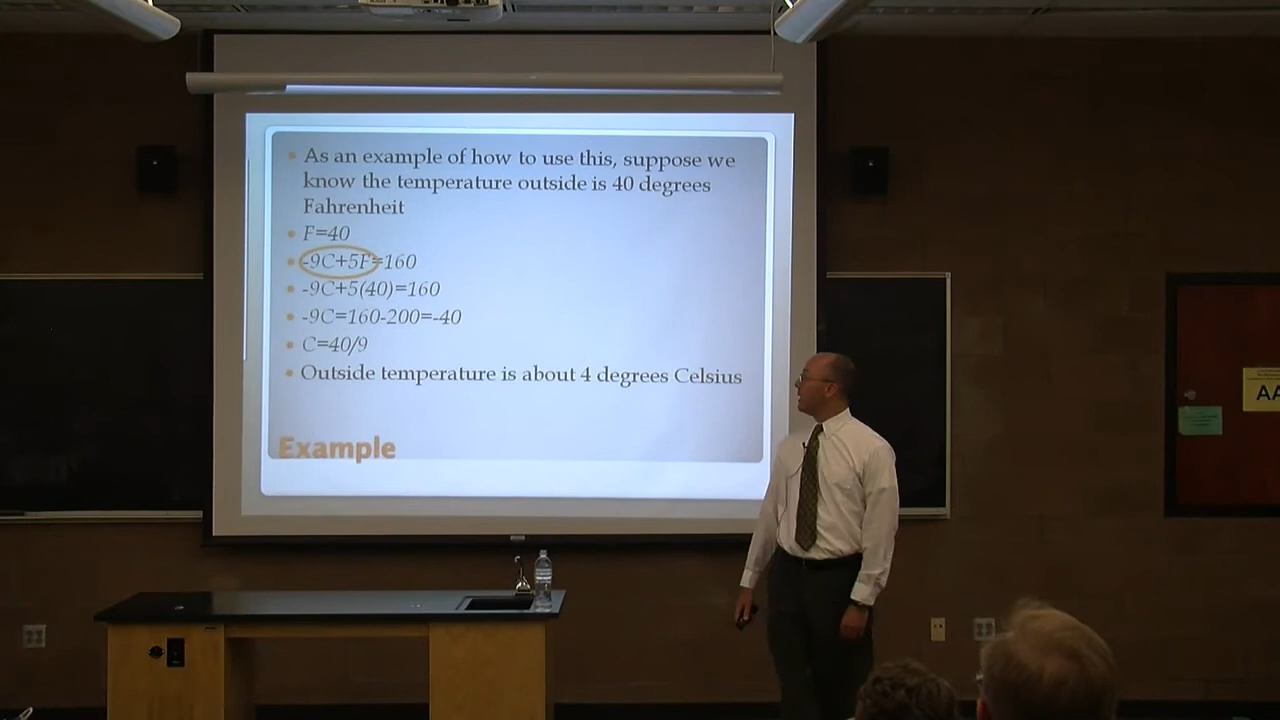 As an example of how to use this, suppose we
know the temperature outside is 40 degrees
Fahrenheit
F=40
-9C+5F=160
-9C+5(40)=160
-9C=160-200=-40
C=40/9
Outside temperature is about 4 degrees Celsius
Example
AA